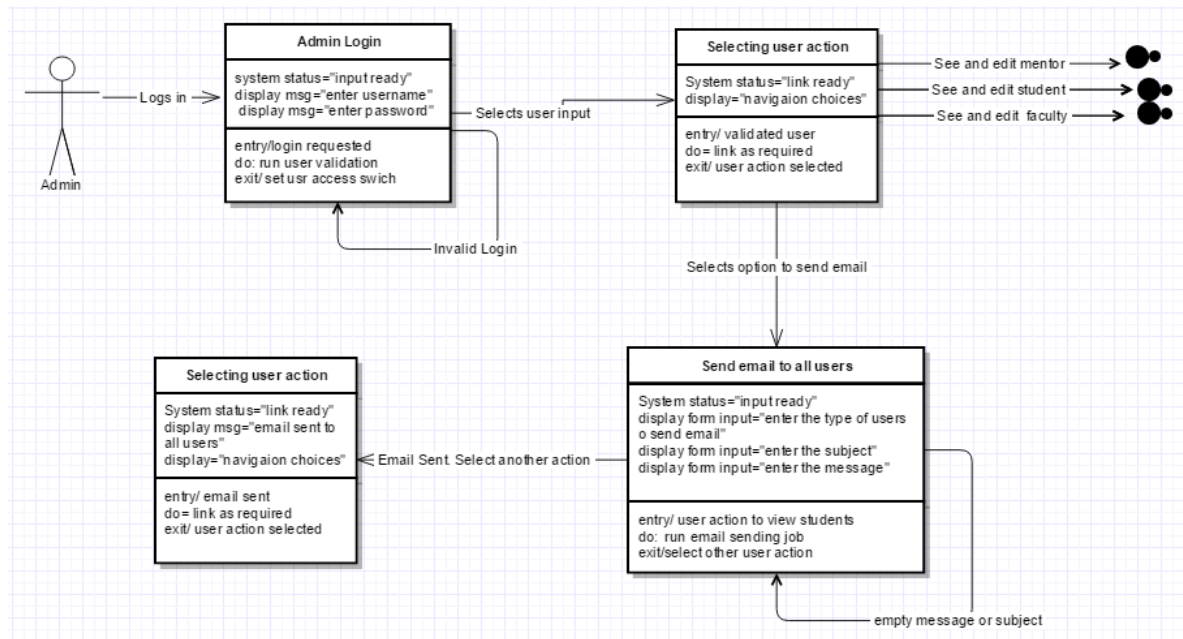 Admin
Logs in
Admin Login
system status="input ready"
display msg="enter username"
display msg="enter password"
entry/login requested
do: run user validation
exit/ set usr access swich
Invalid Login
Selects user input
Selecting user action
System status="link ready"
display="navigaion choices"
entry/ validated user
do= link as required
exit/ user action selected
See and edit mentor
See and edit student
See and edit faculty
Selects option to send email
Send email to all users
System status="input ready"
display form input="enter the type of users
o send email"
display form input="enter the subject"
display form input="enter the message"
entry/ user action to view students
do: run email sending job
exit/select other user action
empty message or subject
Email Sent. Select another action
Selecting user action
System status="link ready"
display msg="email sent to
all users"
display="navigaion choices"
entry/ email sent
do= link as required
exit/ user action selected